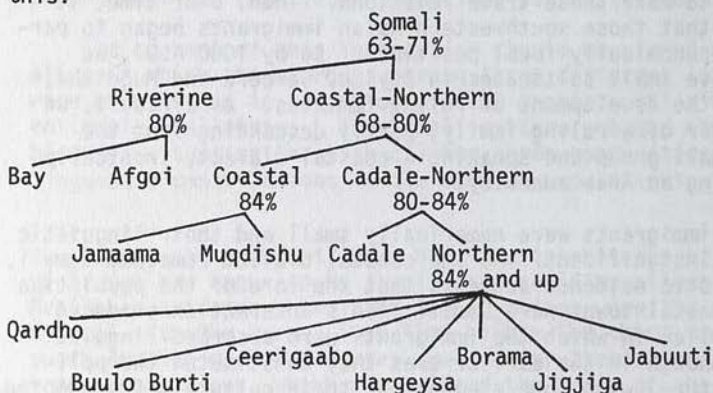 Somali
63-71%
Riverine Coastal-Northern
80% 68-80%
Bay Afgoi Coastal Cadale-Northern
84% 80-84%
Jamaama Muqdishu Cadale Northern
84% and up
Qardho
Ceerigaabo Borama Jabuuti
Buulo Burti Hargeysa Jigjiga